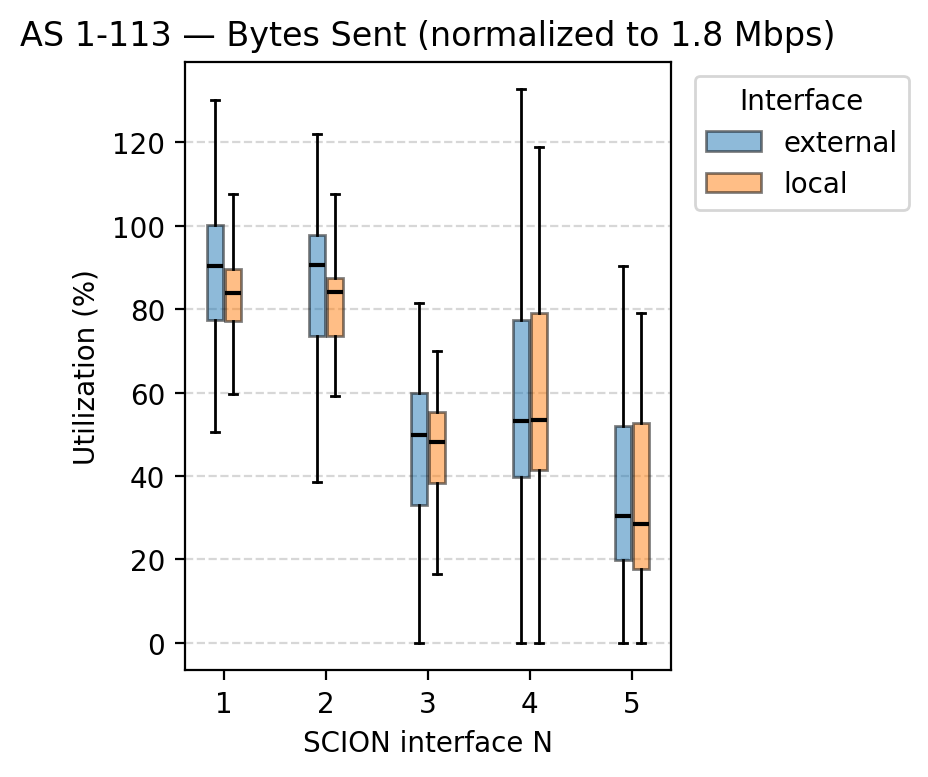 AS 1-113 — Bytes Sent (normalized to 1.8 Mbps)
Interface
external
local
Utilization (%)
120
100
80
60
40
20
0
1 2 3 4 5
SCION interface N